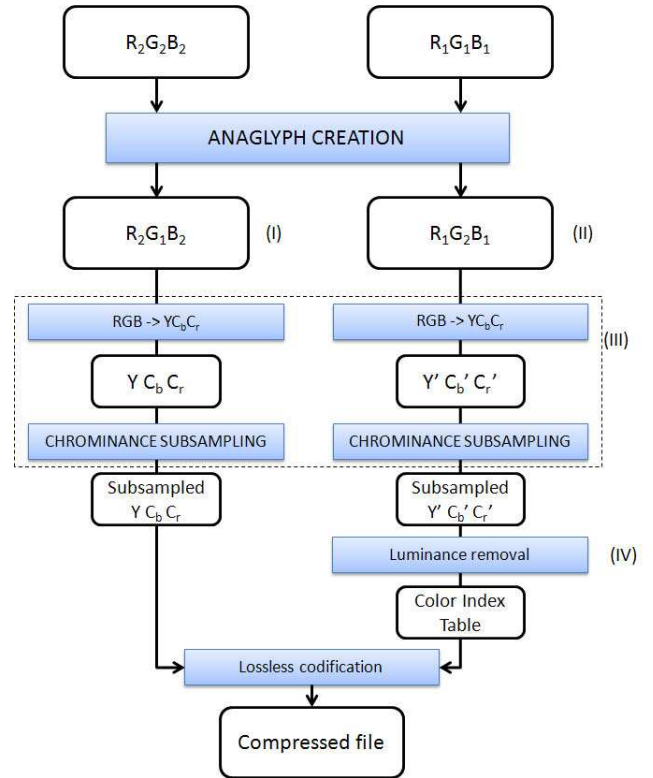 R₂G₂B₂
R₁G₁B₁
ANAGLYPH CREATION
R₂G₁B₂
(I)
R₁G₂B₁
(II)
RGB -> YCbCr
RGB -> YCbCr
(III)
Y Cb Cr
Y’ Cb’ Cr’
CHROMINANCE SUBSAMPLING
CHROMINANCE SUBSAMPLING
Subsampled
Y Cb Cr
Subsampled
Y’ Cb’ Cr’
Luminance removal
(IV)
Color Index
Table
Lossless codification
Compressed file